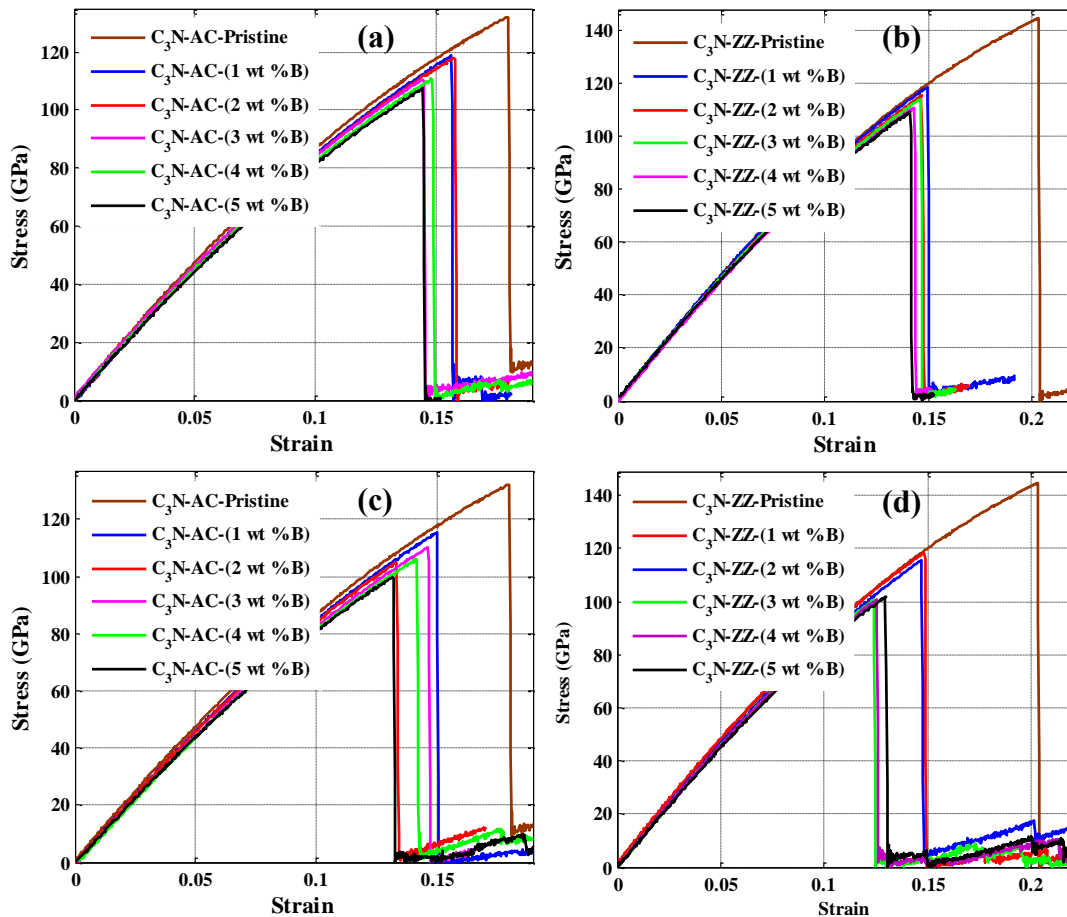 (a)
C3N-AC-Pristine
C3N-AC-(1 wt %B)
C3N-AC-(2 wt %B)
C3N-AC-(3 wt %B)
C3N-AC-(4 wt %B)
C3N-AC-(5 wt %B)
Stress (GPa)
120
100
80
60
40
20
0
0 0.05 0.1 0.15
Strain
(b)
C3N-ZZ-Pristine
C3N-ZZ-(1 wt %B)
C3N-ZZ-(2 wt %B)
C3N-ZZ-(3 wt %B)
C3N-ZZ-(4 wt %B)
C3N-ZZ-(5 wt %B)
Stress (GPa)
140
120
100
80
60
40
20
0
0 0.05 0.1 0.15 0.2
Strain
(c)
C3N-AC-Pristine
C3N-AC-(1 wt %B)
C3N-AC-(2 wt %B)
C3N-AC-(3 wt %B)
C3N-AC-(4 wt %B)
C3N-AC-(5 wt %B)
Stress (GPa)
120
100
80
60
40
20
0
0 0.05 0.1 0.15
Strain
(d)
C3N-ZZ-Pristine
C3N-ZZ-(1 wt %B)
C3N-ZZ-(2 wt %B)
C3N-ZZ-(3 wt %B)
C3N-ZZ-(4 wt %B)
C3N-ZZ-(5 wt %B)
Stress (GPa)
140
120
100
80
60
40
20
0
0 0.05 0.1 0.15 0.2
Strain